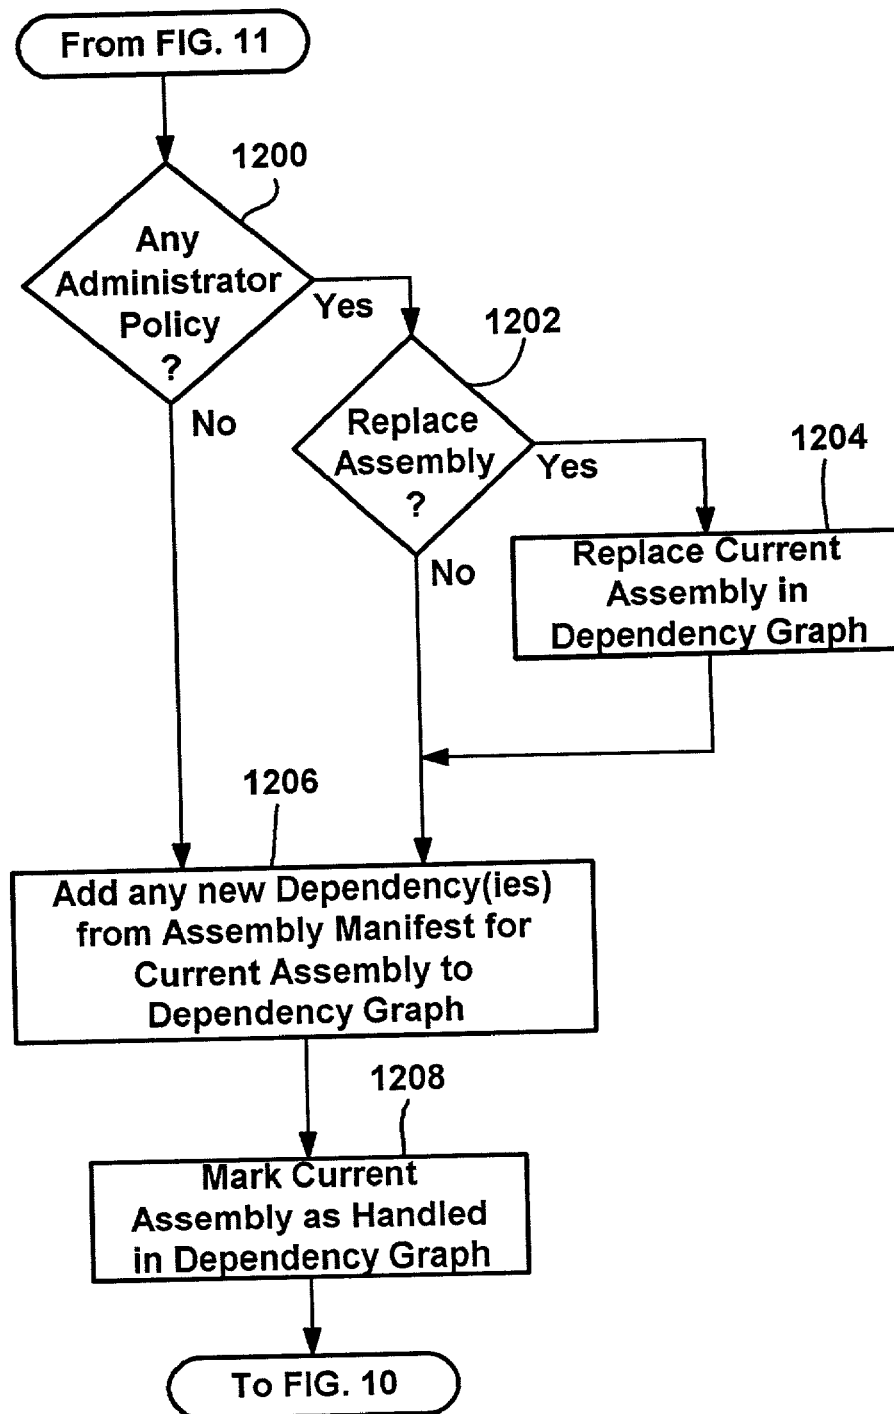 From FIG. 11
1200
Any
Administrator
Policy
?
Yes
No
1202
Replace
Assembly
?
Yes
No
1204
Replace Current
Assembly in
Dependency Graph
1206
Add any new Dependency(ies)
from Assembly Manifest for
Current Assembly to
Dependency Graph
1208
Mark Current
Assembly as Handled
in Dependency Graph
To FIG. 10